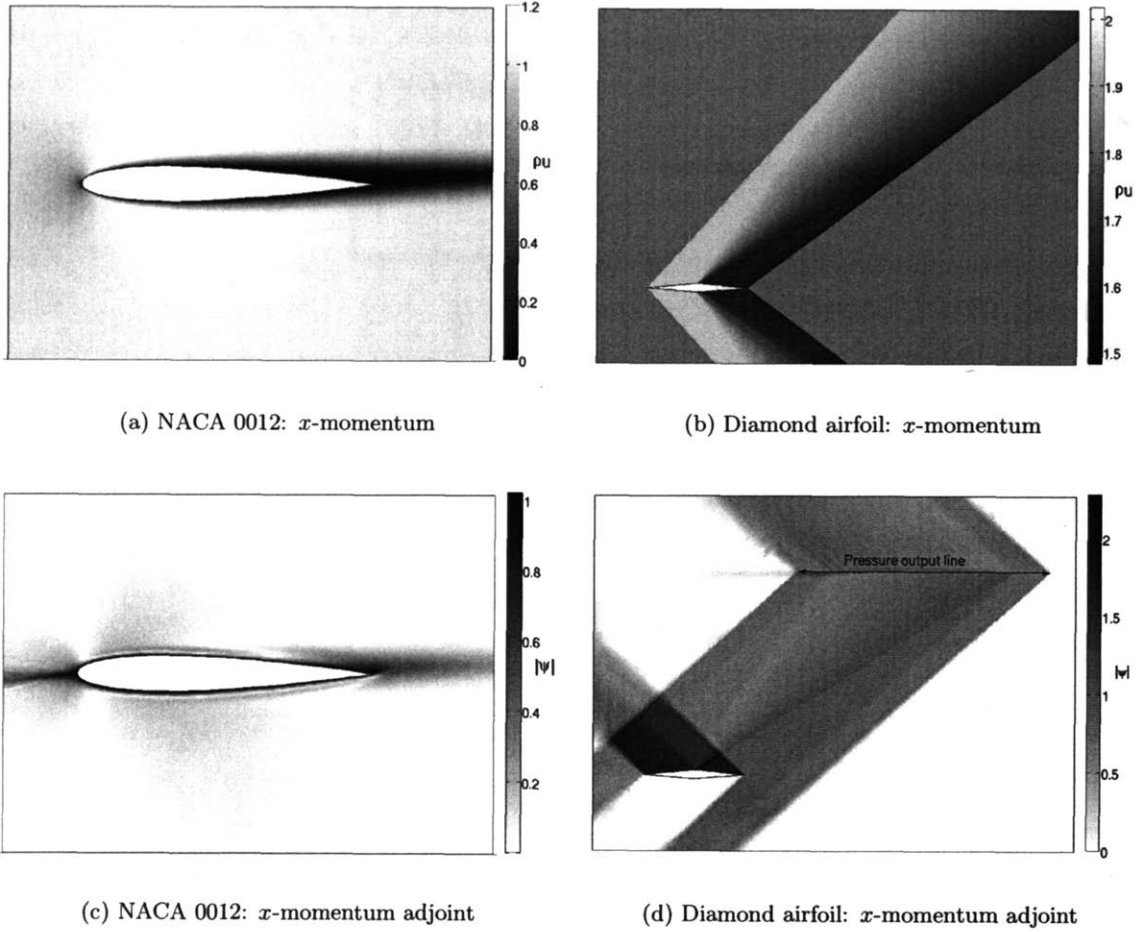 1.2
1
0.8
ρu
0.6
0.4
0.2
0
2
1.9
1.8
ρu
1.7
1.6
1.5
(a) NACA 0012: x-momentum
(b) Diamond airfoil: x-momentum
1
0.8
0.6
|ψ|
0.4
0.2
Pressure output line
2
1.5
|ψ|
1
0.5
0
(c) NACA 0012: x-momentum adjoint
(d) Diamond airfoil: x-momentum adjoint